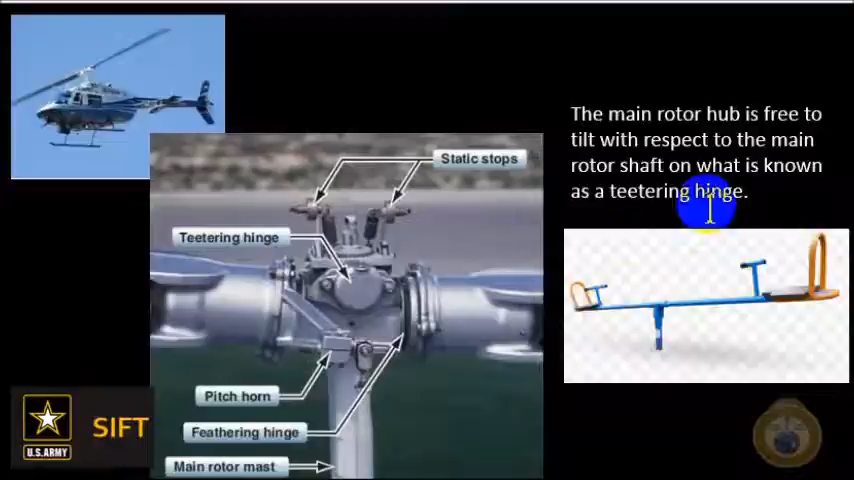 Static stops
The main rotor hub is free to
tilt with respect to the main
rotor shaft on what is known
as a teetering hinge.
Teetering hinge
Pitch horn
Feathering hinge
Main rotor mast
U.S.ARMY
SIFT